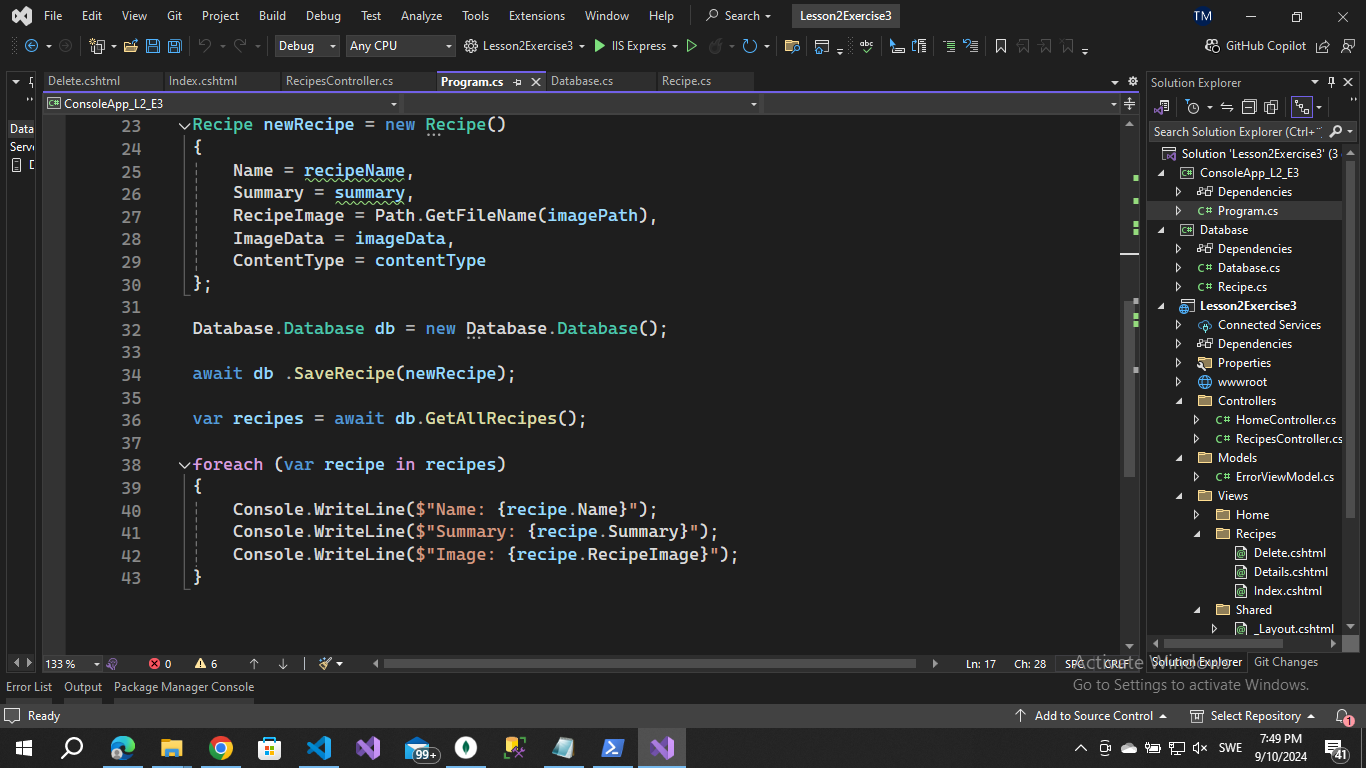 File Edit View Git Project Build Debug Test Analyze Tools Extensions Window Help Search Lesson2Exercise3 TM
Debug Any CPU Lesson2Exercise3 IIS Express GitHub Copilot
Delete.cshtml Index.cshtml RecipesController.cs Program.cs Database.cs Recipe.cs
ConsoleApp_L2_E3
23 Recipe newRecipe = new Recipe()
24 {
25 Name = recipeName,
26 Summary = summary,
27 RecipeImage = Path.GetFileName(imagePath),
28 ImageData = imageData,
29 ContentType = contentType
30 };
31
32 Database.Database db = new Database.Database();
33
34 await db .SaveRecipe(newRecipe);
35
36 var recipes = await db.GetAllRecipes();
37
38 foreach (var recipe in recipes)
39 {
40 Console.WriteLine($"Name: {recipe.Name}");
41 Console.WriteLine($"Summary: {recipe.Summary}");
42 Console.WriteLine($"Image: {recipe.RecipeImage}");
43 }
133 % 0 6 Ln: 17 Ch: 28 SPC CRLF
Data
Serv
Solution Explorer
Search Solution Explorer (Ctrl+
Solution 'Lesson2Exercise3' (3
ConsoleApp_L2_E3
Dependencies
C# Program.cs
Database
Dependencies
C# Database.cs
C# Recipe.cs
Lesson2Exercise3
Connected Services
Dependencies
Properties
wwwroot
Controllers
C# HomeController.cs
C# RecipesController.cs
Models
C# ErrorViewModel.cs
Views
Home
Recipes
Delete.cshtml
Details.cshtml
Index.cshtml
Shared
_Layout.cshtml
Solution Explorer Git Changes
Activate Windows
Go to Settings to activate Windows.
Error List Output Package Manager Console
Ready Add to Source Control Select Repository 1
99+ SWE 7:49 PM
9/10/2024 41